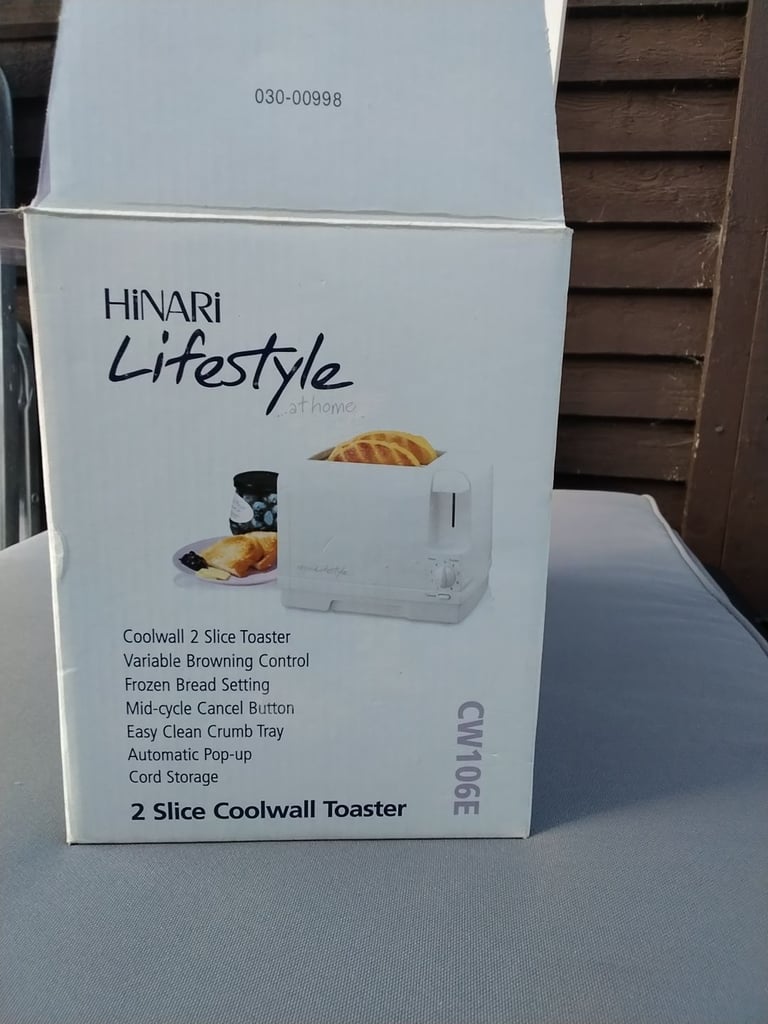 030-00998
HiNARi
Lifestyle
...at home
Lifestyle
Coolwall 2 Slice Toaster
Variable Browning Control
Frozen Bread Setting
Mid-cycle Cancel Button
Easy Clean Crumb Tray
Automatic Pop-up
Cord Storage
2 Slice Coolwall Toaster
CW106E